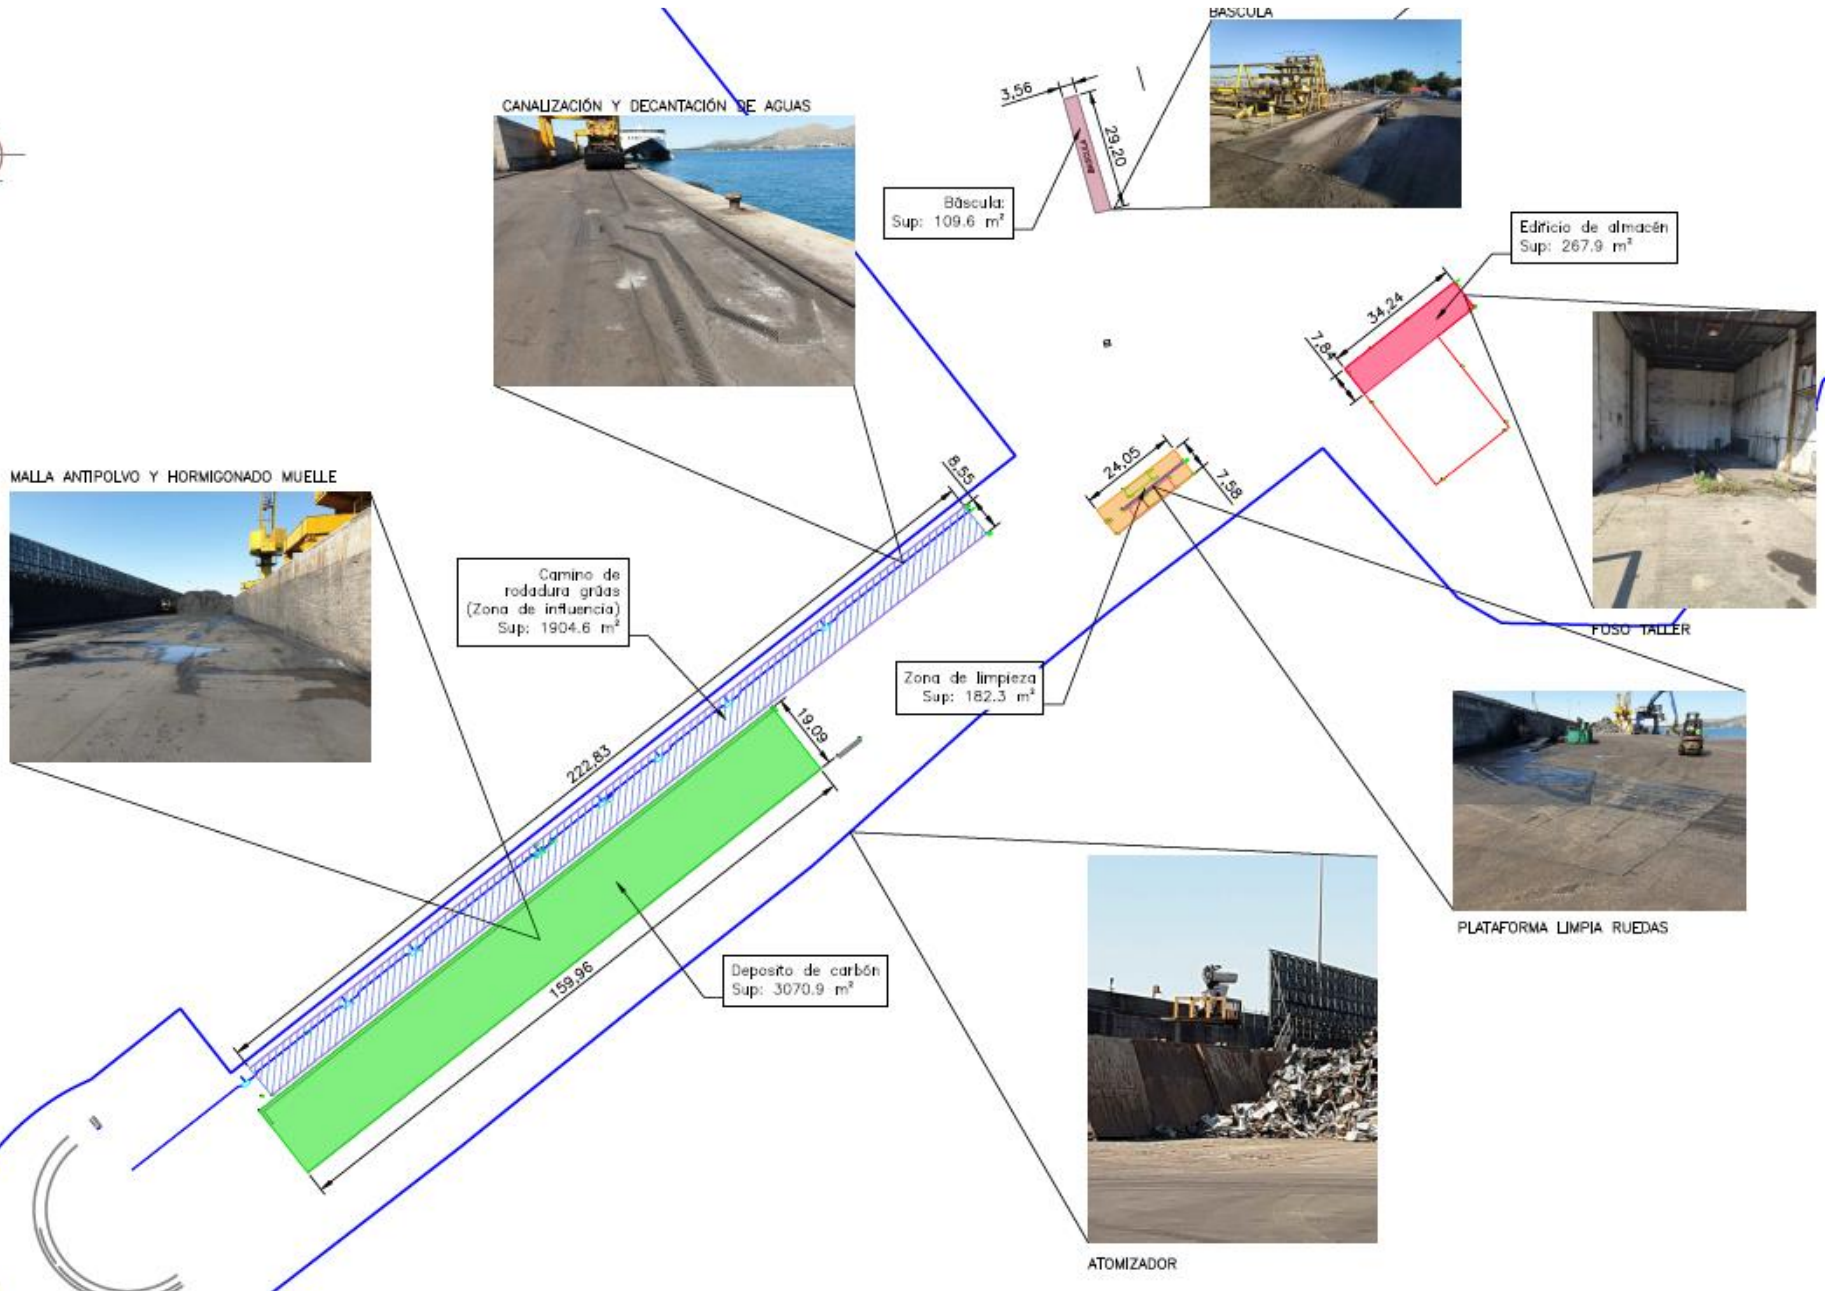 BÁSCULA
3,56
29,20
BÁSCULA
CANALIZACIÓN Y DECANTACIÓN DE AGUAS
Báscula:
Sup: 109.6 m²
Edificio de almacén
Sup: 267.9 m²
34,24
7,84
24,05
7,58
8,55
MALLA ANTIPOLVO Y HORMIGONADO MUELLE
Camino de
rodadura grúas
(Zona de influencia)
Sup: 1904.6 m²
FOSO TALLER
Zona de limpieza
Sup: 182.3 m²
19,09
222,83
159,96
PLATAFORMA LIMPIA RUEDAS
Deposito de carbón
Sup: 3070.9 m²
ATOMIZADOR